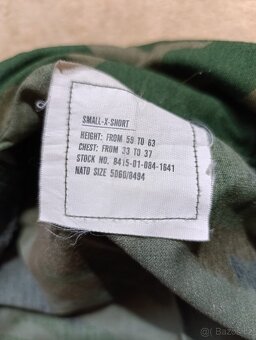 SMALL-X-SHORT
HEIGHT: FROM 59 TO 63
CHEST: FROM 33 TO 37
STOCK NO. 8415-01-084-1641
NATO SIZE 5060/8494